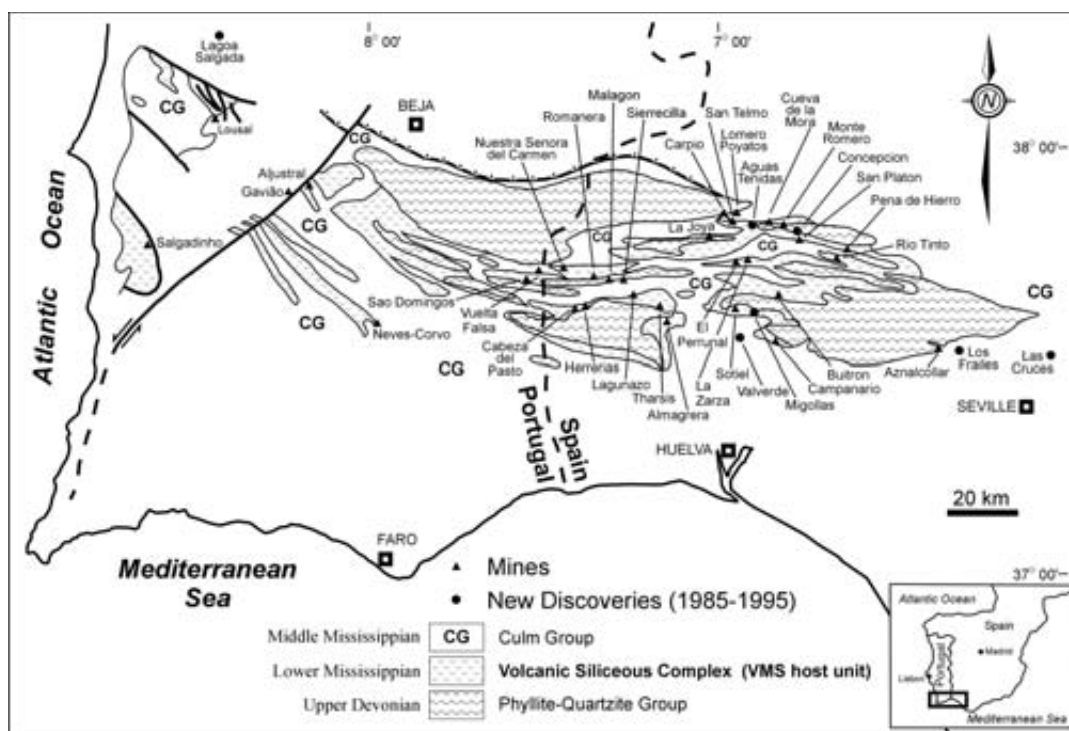 8° 00'
7° 00'
Lagoa
Salgada
CG
Lousal
BEJA
CG
Malagon
Romanera
Sierrecilla
Nuestra Senora
del Carmen
San Telmo
Carpio
Lomero
Poyatos
Aguas
Tenidas
Cueva
de la
Mora
Monte
Romero
Concepcion
San Platon
Pena de Hierro
N
38° 00'
Aljustral
Gavião
CG
Salgadinho
CG
La Joya
CG
Rio Tinto
CG
CG
Sao Domingos
Vuelta
Falsa
CG
Neves-Corvo
Cabeza
del
Pasto
CG
Herrerias
Lagunazo
Tharsis
Almagrera
El
Perrunal
La
Zarza
Sotiel
Valverde
Migollas
Campanario
Buitron
Aznalcollar
Los
Frailes
Las
Cruces
SEVILLE
Atlantic Ocean
Portugal
Spain
HUELVA
20 km
FARO
Mediterranean
Sea
37° 00'
Mines
New Discoveries (1985-1995)
Middle Mississippian CG Culm Group
Lower Mississippian Volcanic Siliceous Complex (VMS host unit)
Upper Devonian Phyllite-Quartzite Group
Atlantic Ocean
Spain
Madrid
Portugal
Lisbon
Mediterranean Sea